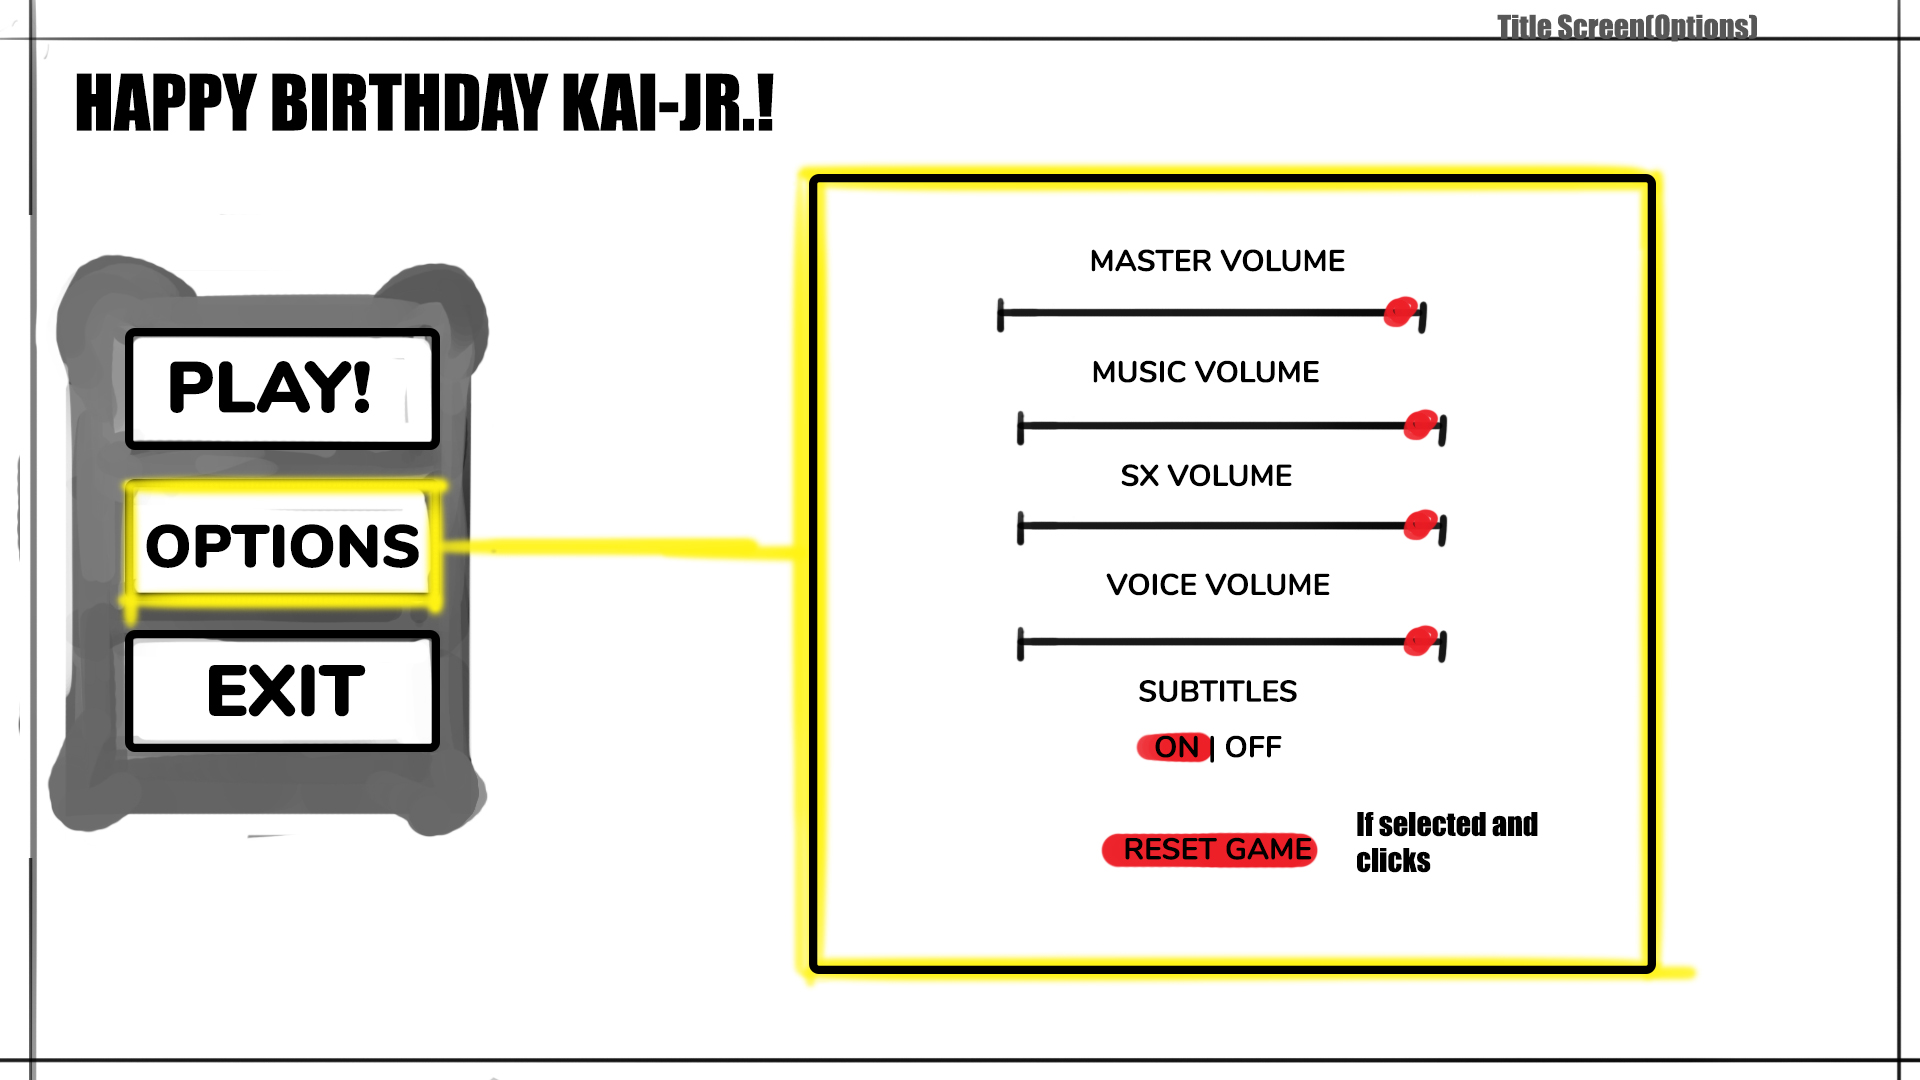 Title Screen(Options)
HAPPY BIRTHDAY KAI-JR.!
PLAY!
OPTIONS
EXIT
MASTER VOLUME
MUSIC VOLUME
SX VOLUME
VOICE VOLUME
SUBTITLES
ON | OFF
RESET GAME
If selected and
clicks